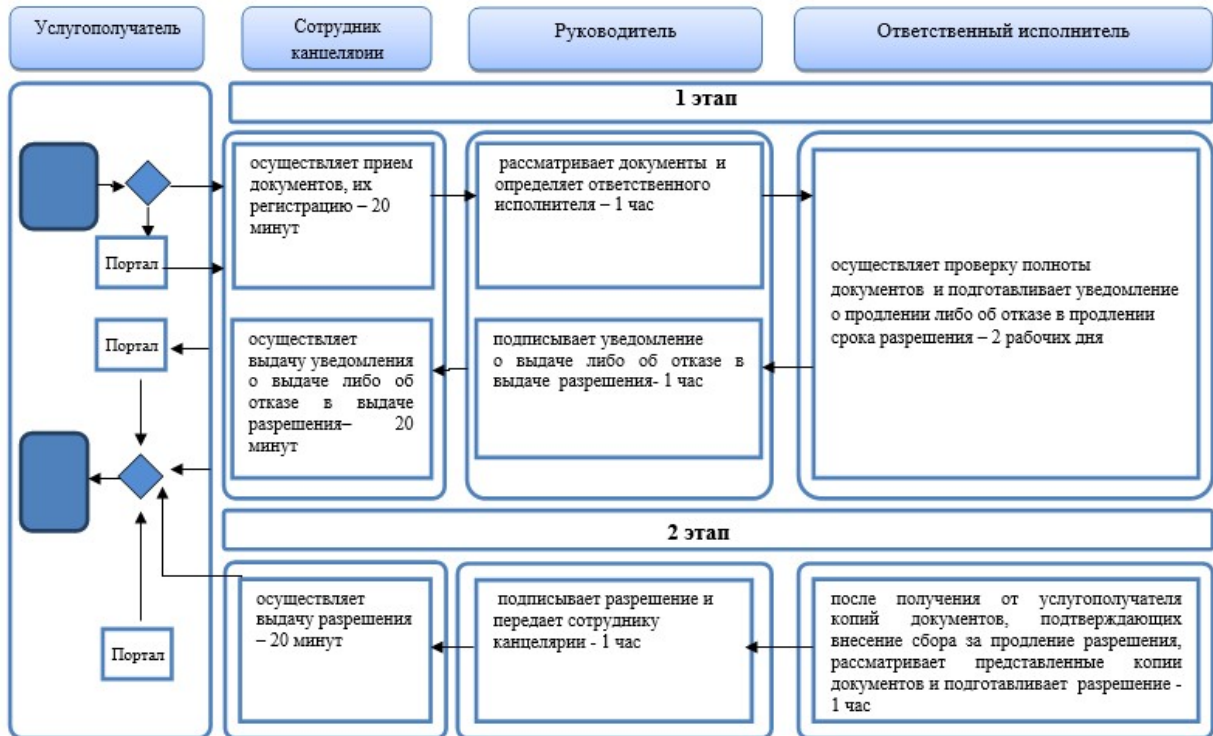 Услугополучатель
Сотрудник
канцелярии
Руководитель
Ответственный исполнитель
1 этап
осуществляет прием
документов, их
регистрацию – 20
минут
рассматривает документы и
определяет ответственного
исполнителя – 1 час
осуществляет проверку полноты
документов и подготавливает уведомление
о продлении либо об отказе в продлении
срока разрешения – 2 рабочих дня
Портал
Портал
осуществляет
выдачу уведомления
о выдаче либо об
отказе в выдаче
разрешения– 20
минут
подписывает уведомление
о выдаче либо об отказе в
выдаче разрешения- 1 час
2 этап
осуществляет
выдачу разрешения
– 20 минут
подписывает разрешение и
передает сотруднику
канцелярии - 1 час
после получения от услугополучателя
копий документов, подтверждающих
внесение сбора за продление разрешения,
рассматривает представленные копии
документов и подготавливает разрешение -
1 час
Портал